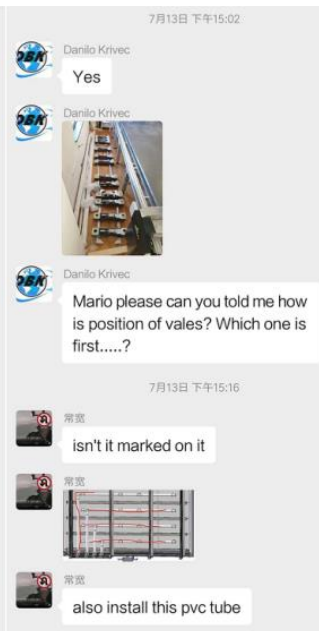 7月13日 下午15:02
Danilo Krivec
Yes
Danilo Krivec
Danilo Krivec
Mario please can you told me how
is position of vales? Which one is
first.....?
7月13日 下午15:16
常宽
isn't it marked on it
常宽
常宽
also install this pvc tube